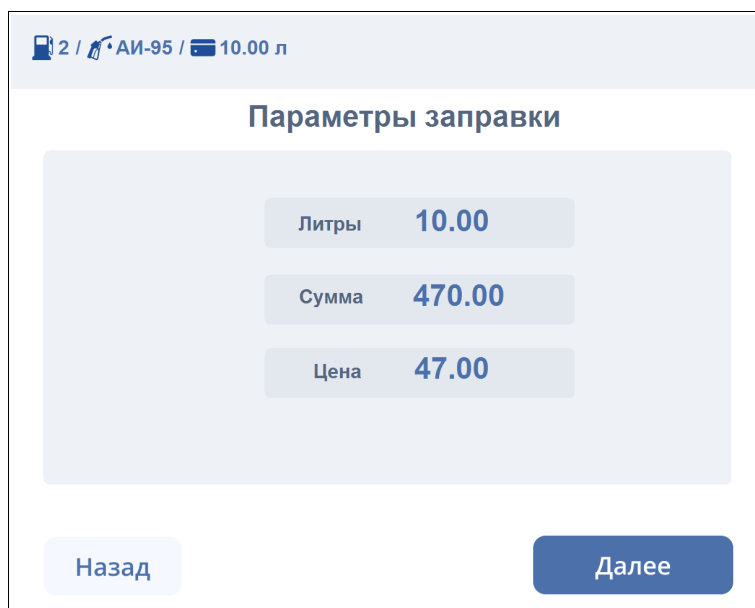 2 / АИ-95 / 10.00 л
Параметры заправки
Литры 10.00
Сумма 470.00
Цена 47.00
Назад Далее